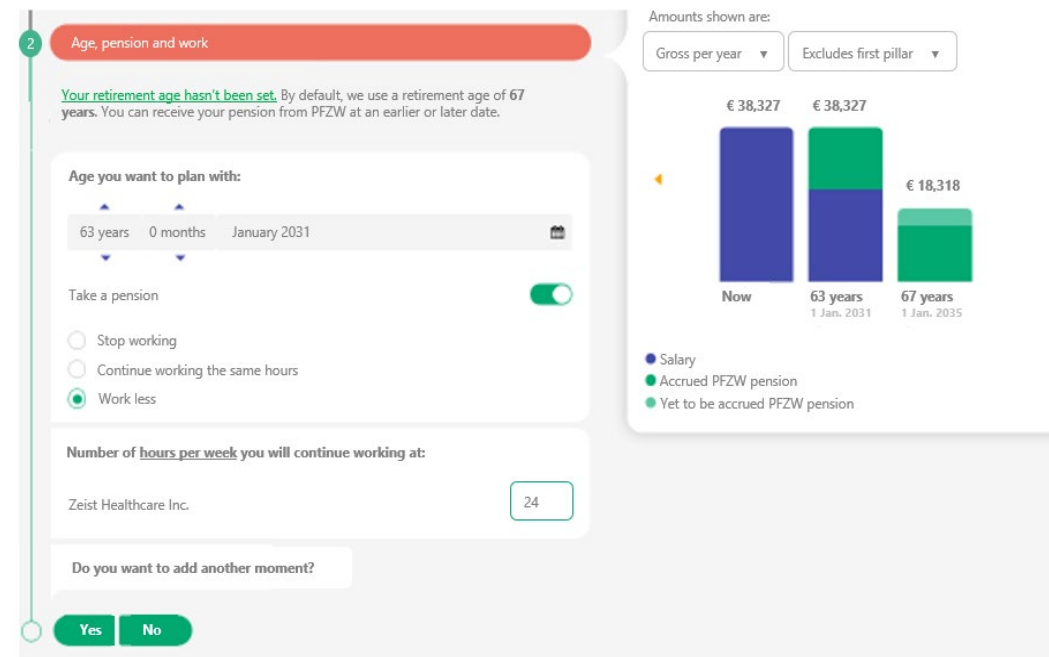 2
Age, pension and work
Your retirement age hasn't been set. By default, we use a retirement age of 67
years. You can receive your pension from PFZW at an earlier or later date.
Age you want to plan with:
63 years 0 months January 2031
Take a pension
Stop working
Continue working the same hours
Work less
Number of hours per week you will continue working at:
Zeist Healthcare Inc. 24
Do you want to add another moment?
Yes No
Amounts shown are:
Gross per year Excludes first pillar
€ 38,327 € 38,327
€ 18,318
Now 63 years 67 years
1 Jan. 2031 1 Jan. 2035
Salary
Accrued PFZW pension
Yet to be accrued PFZW pension